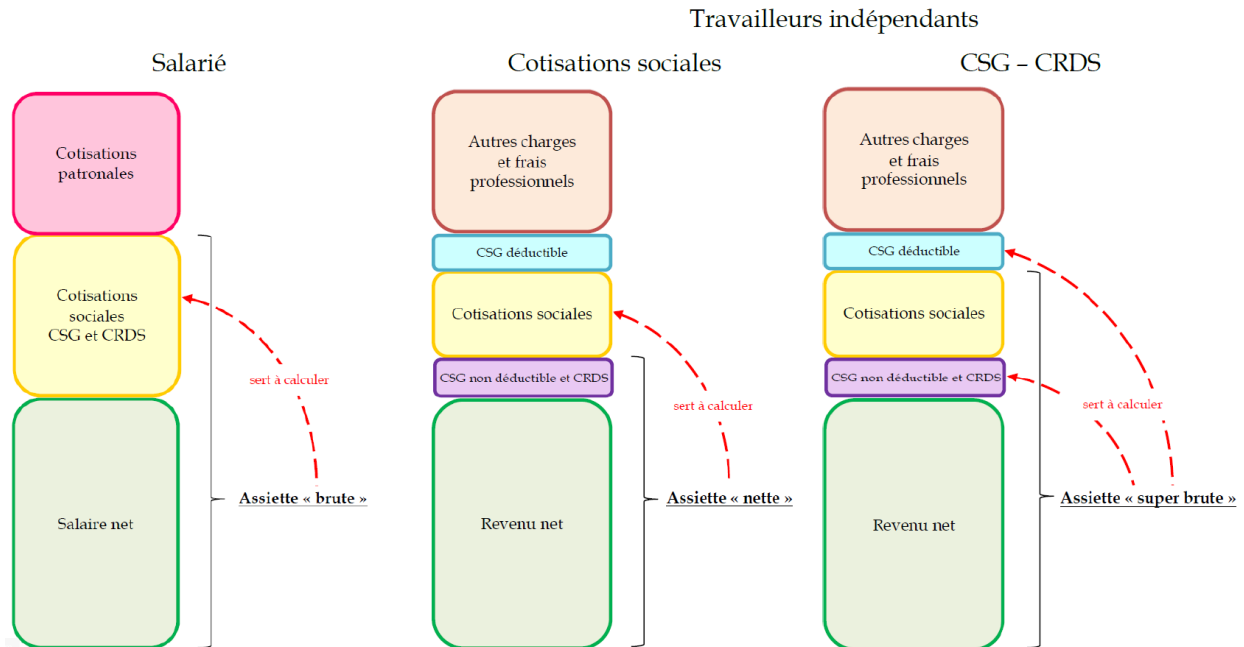 Travailleurs indépendants
Salarié
Cotisations sociales
CSG – CRDS
Cotisations
patronales
Cotisations
sociales
CSG et CRDS
Salaire net
sert à calculer
Assiette « brute »
Autres charges
et frais
professionnels
CSG déductible
Cotisations sociales
CSG non déductible et CRDS
Revenu net
sert à calculer
Assiette « nette »
Autres charges
et frais
professionnels
CSG déductible
Cotisations sociales
CSG non déductible et CRDS
Revenu net
sert à calculer
Assiette « super brute »